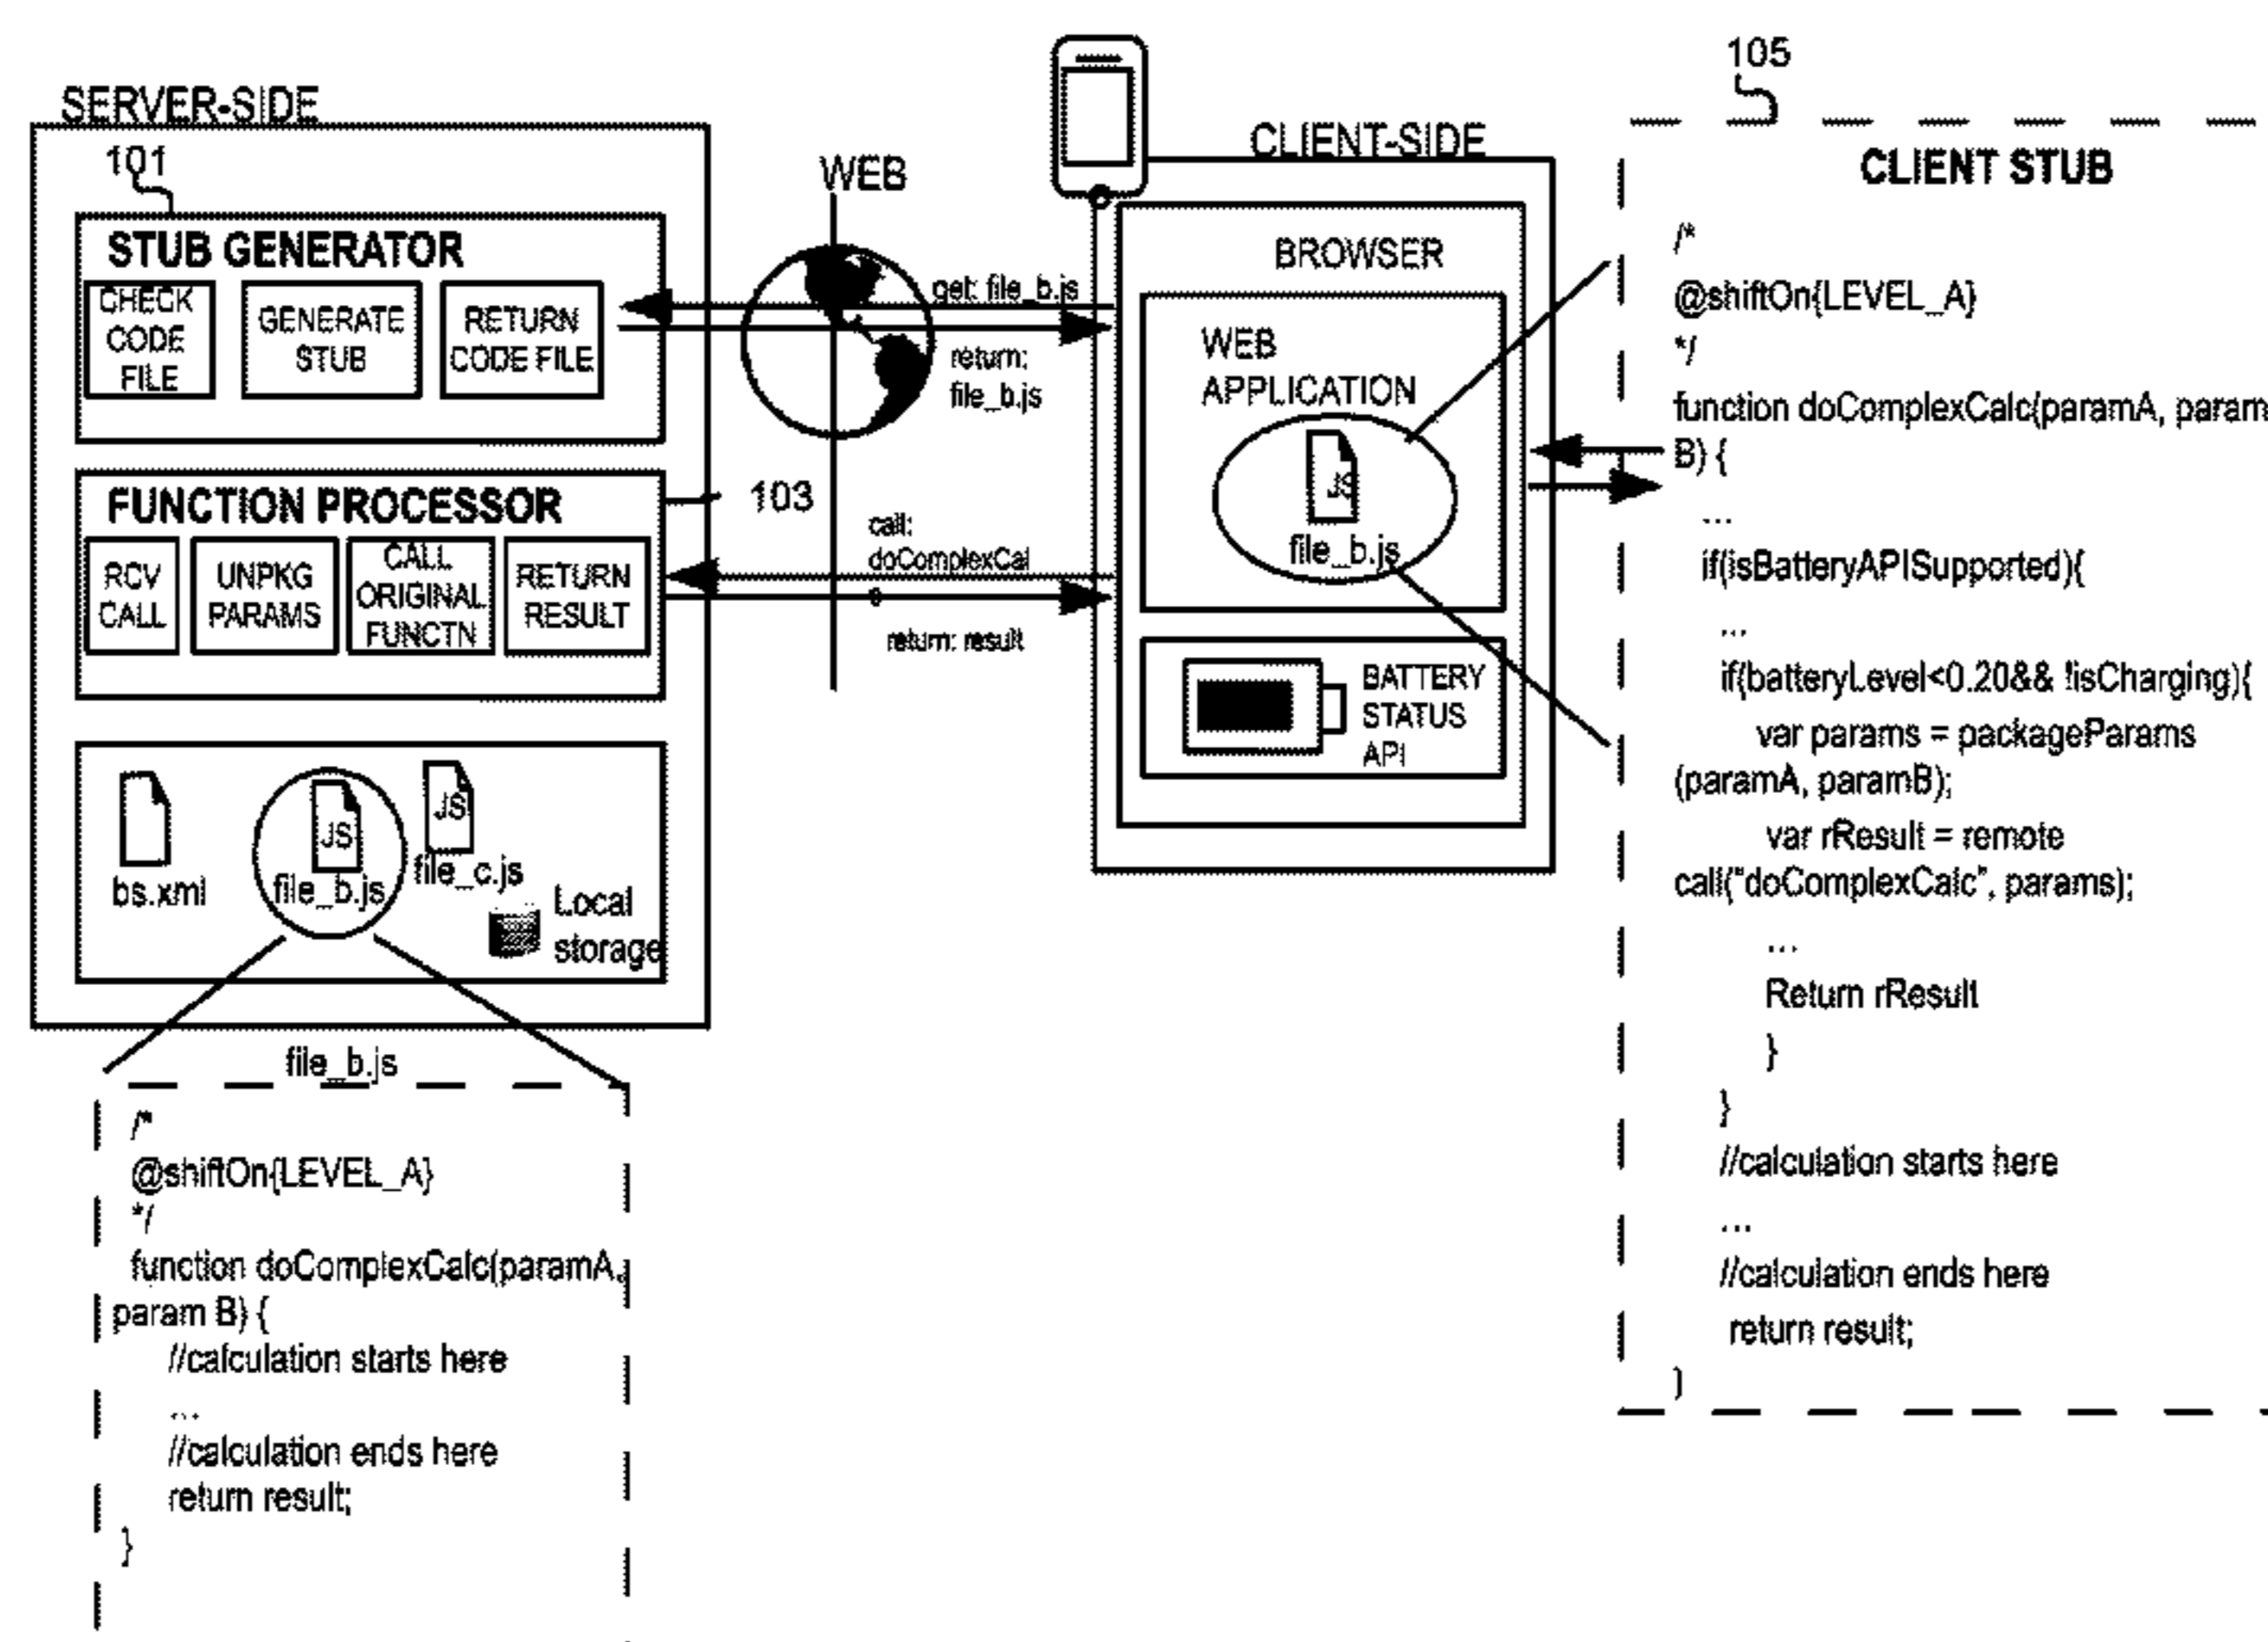 SERVER-SIDE
101
STUB GENERATOR
CHECK
CODE
FILE
GENERATE
STUB
RETURN
CODE FILE
FUNCTION PROCESSOR
103
RCV
CALL
UNPKG
PARAMS
CALL
ORIGINAL
FUNCTN
RETURN
RESULT
bs.xml
JS
file_b.js
JS
file_c.js
Local
storage
file_b.js
/*
@shiftOn{LEVEL_A}
*/
function doComplexCalc(paramA,
param B) {
//calculation starts here
...
//calculation ends here
return result;
}
WEB
get: file_b.js
return:
file_b.js
call:
doComplexCal
c
return: result
CLIENT-SIDE
BROWSER
WEB
APPLICATION
JS
file_b.js
BATTERY
STATUS
API
105
CLIENT STUB
/*
@shiftOn{LEVEL_A}
*/
function doComplexCalc(paramA, param
B) {
...
if(isBatteryAPISupported){
...
if(batteryLevel<0.20&& !isCharging){
var params = packageParams
(paramA, paramB);
var rResult = remote
call("doComplexCalc", params);
...
Return rResult
}
}
//calculation starts here
...
//calculation ends here
return result;
}